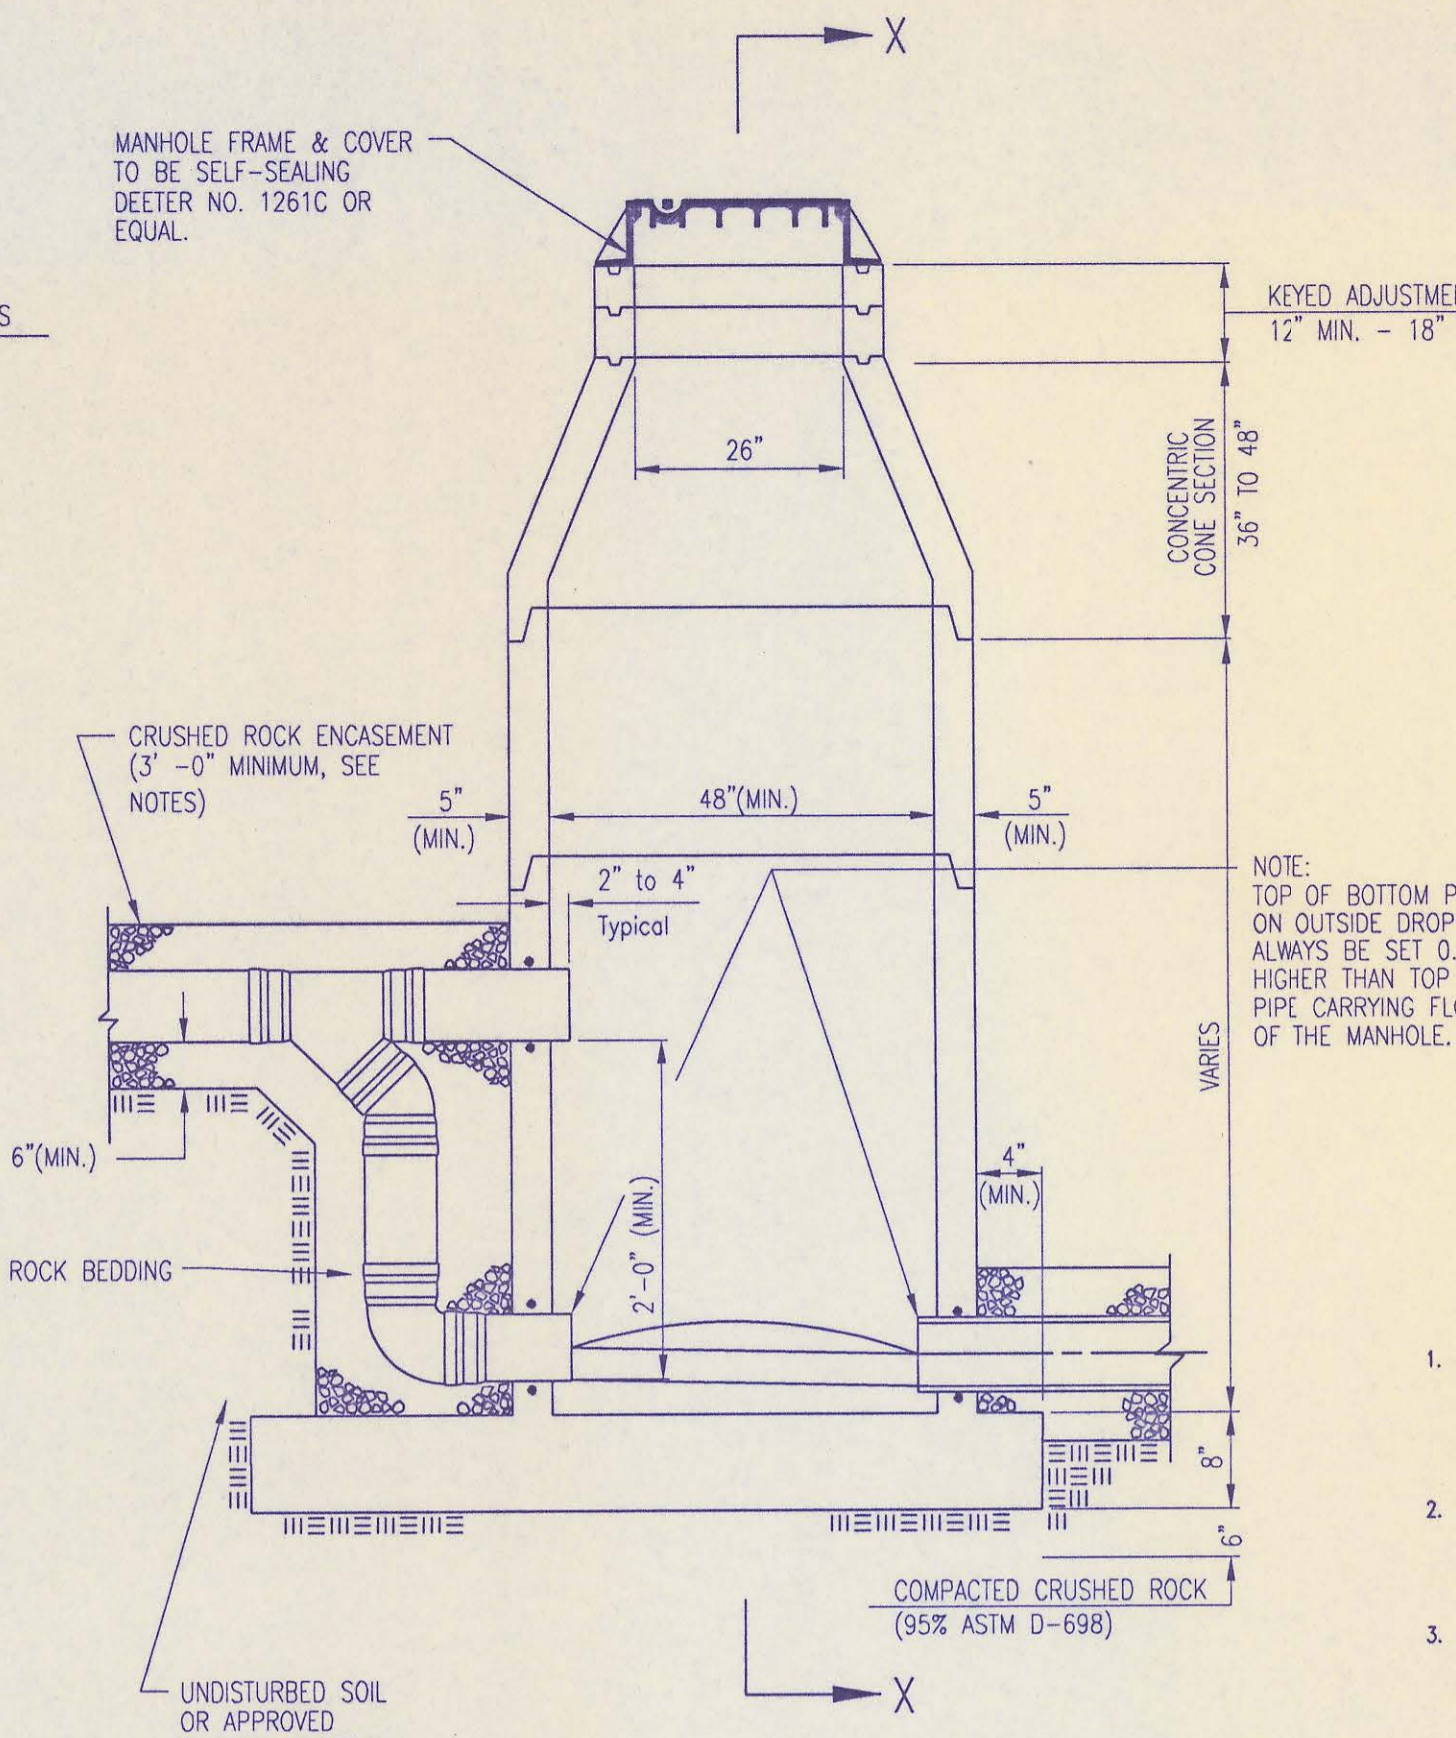 X
MANHOLE FRAME & COVER
TO BE SELF-SEALING
DEETER NO. 1261C OR
EQUAL.
S
KEYED ADJUSTME
12" MIN. - 18"
26"
CONCENTRIC
CONE SECTION
36" TO 48"
CRUSHED ROCK ENCASEMENT
(3' -0" MINIMUM, SEE
NOTES)
5"
(MIN.)
48"(MIN.)
5"
(MIN.)
2" to 4"
Typical
NOTE:
TOP OF BOTTOM P
ON OUTSIDE DROP
ALWAYS BE SET 0.
HIGHER THAN TOP
PIPE CARRYING FL
OF THE MANHOLE.
VARIES
6"(MIN.)
4"
(MIN.)
2'-0" (MIN.)
ROCK BEDDING
1.
8"
2.
6"
COMPACTED CRUSHED ROCK
(95% ASTM D-698)
3.
X
UNDISTURBED SOIL
OR APPROVED